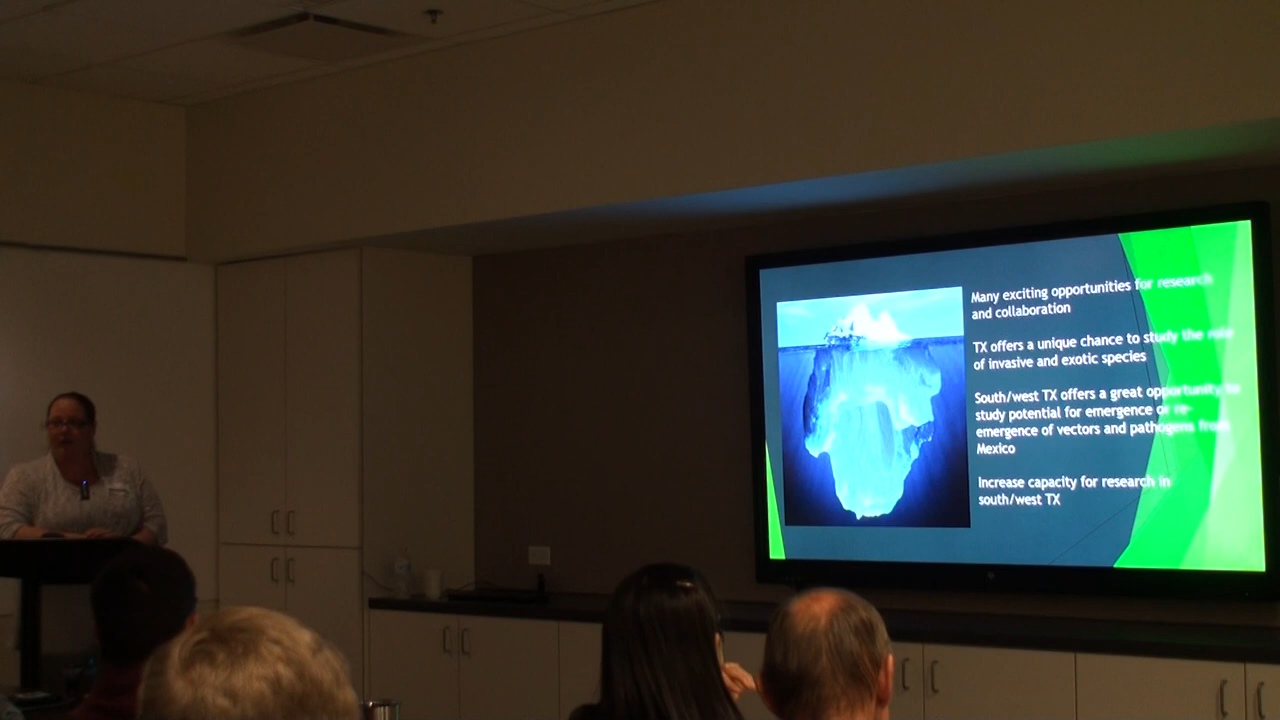 Many exciting opportunities for research
and collaboration
TX offers a unique chance to study the role
of invasive and exotic species
South/west TX offers a great opportunity to
study potential for emergence or re-
emergence of vectors and pathogens from
Mexico
Increase capacity for research in
south/west TX